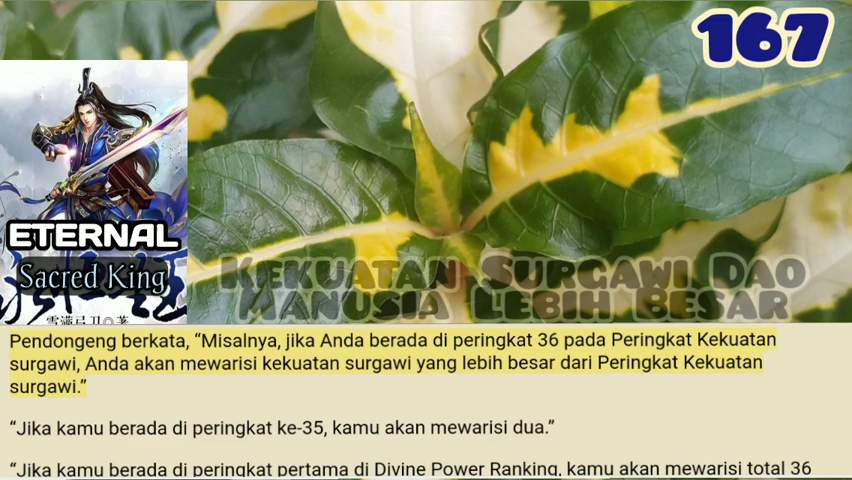 167
ETERNAL
Sacred King
KEKUATAN SURGAWI DAO
MANUSIA LEBIH BESAR
Pendongeng berkata, “Misalnya, jika Anda berada di peringkat 36 pada Peringkat Kekuatan
surgawi, Anda akan mewarisi kekuatan surgawi yang lebih besar dari Peringkat Kekuatan
surgawi.”
“Jika kamu berada di peringkat ke-35, kamu akan mewarisi dua.”
“Jika kamu berada di peringkat pertama di Divine Power Ranking, kamu akan mewarisi total 36